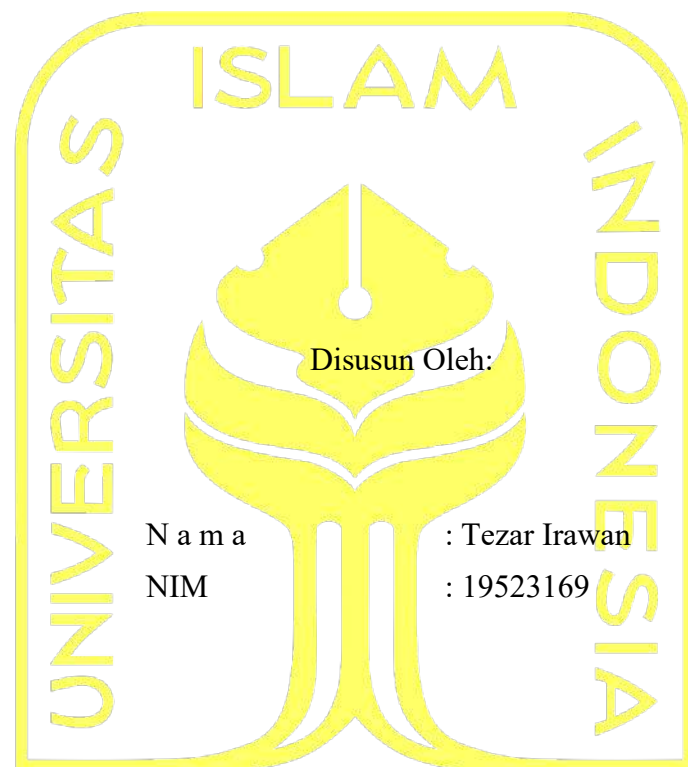 UNIVERSITAS ISLAM INDONESIA
Disusun Oleh:
N a m a : Tezar Irawan
NIM : 19523169